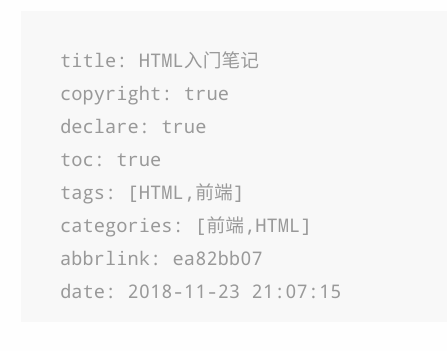 title: HTML入门笔记
copyright: true
declare: true
toc: true
tags: [HTML,前端]
categories: [前端,HTML]
abbrlink: ea82bb07
date: 2018-11-23 21:07:15